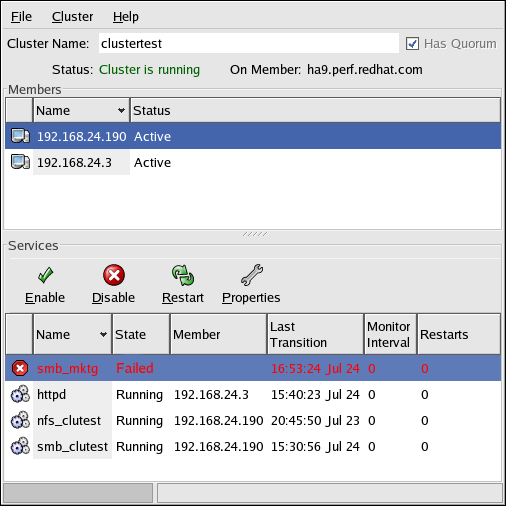 File Cluster Help
Cluster Name: clustertest Has Quorum
Status: Cluster is running On Member: ha9.perf.redhat.com
Members
Name Status
192.168.24.190 Active
192.168.24.3 Active
Services
Enable Disable Restart Properties
Name State Member Last Transition Monitor Interval Restarts
smb_mktg Failed 16:53:24 Jul 24 0 0
httpd Running 192.168.24.3 15:40:23 Jul 24 0 0
nfs_clutest Running 192.168.24.190 20:45:50 Jul 23 0 0
smb_clutest Running 192.168.24.190 15:30:56 Jul 24 0 0